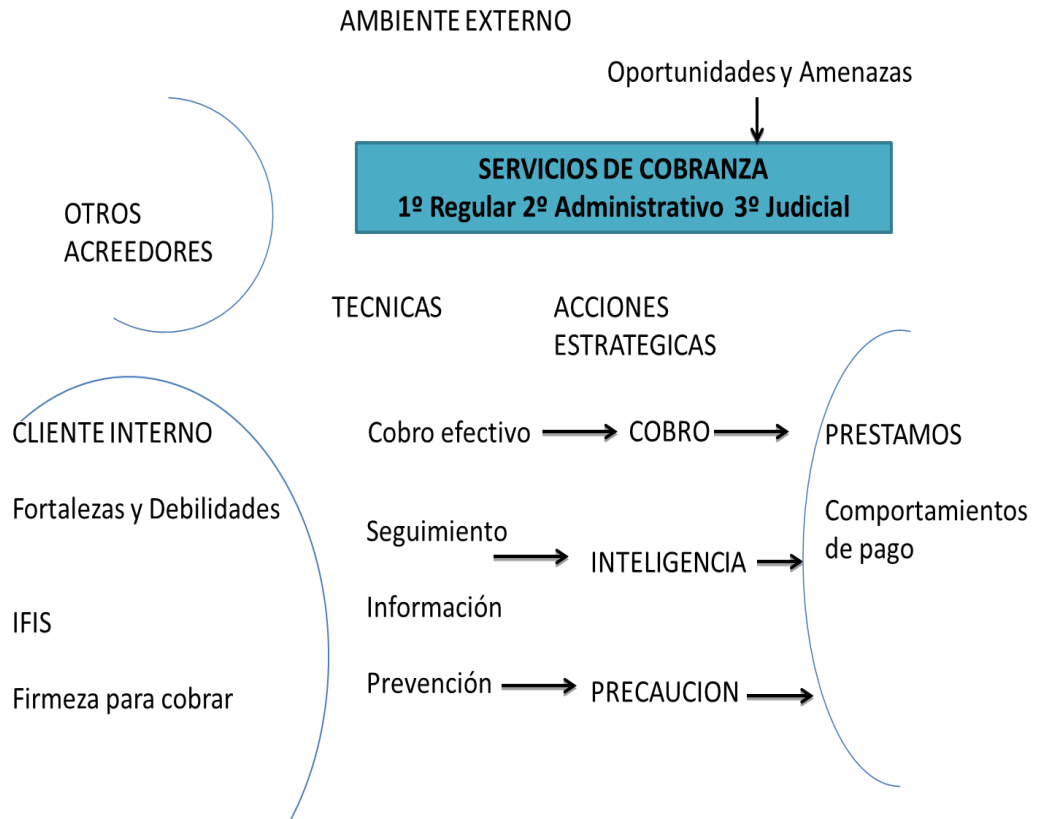 AMBIENTE EXTERNO
Oportunidades y Amenazas
SERVICIOS DE COBRANZA
1º Regular 2º Administrativo 3º Judicial
OTROS
ACREEDORES
TECNICAS
ACCIONES
ESTRATEGICAS
CLIENTE INTERNO
Fortalezas y Debilidades
IFIS
Firmeza para cobrar
Cobro efectivo
COBRO
Seguimiento
INTELIGENCIA
Información
Prevención
PRECAUCION
PRESTAMOS
Comportamientos
de pago